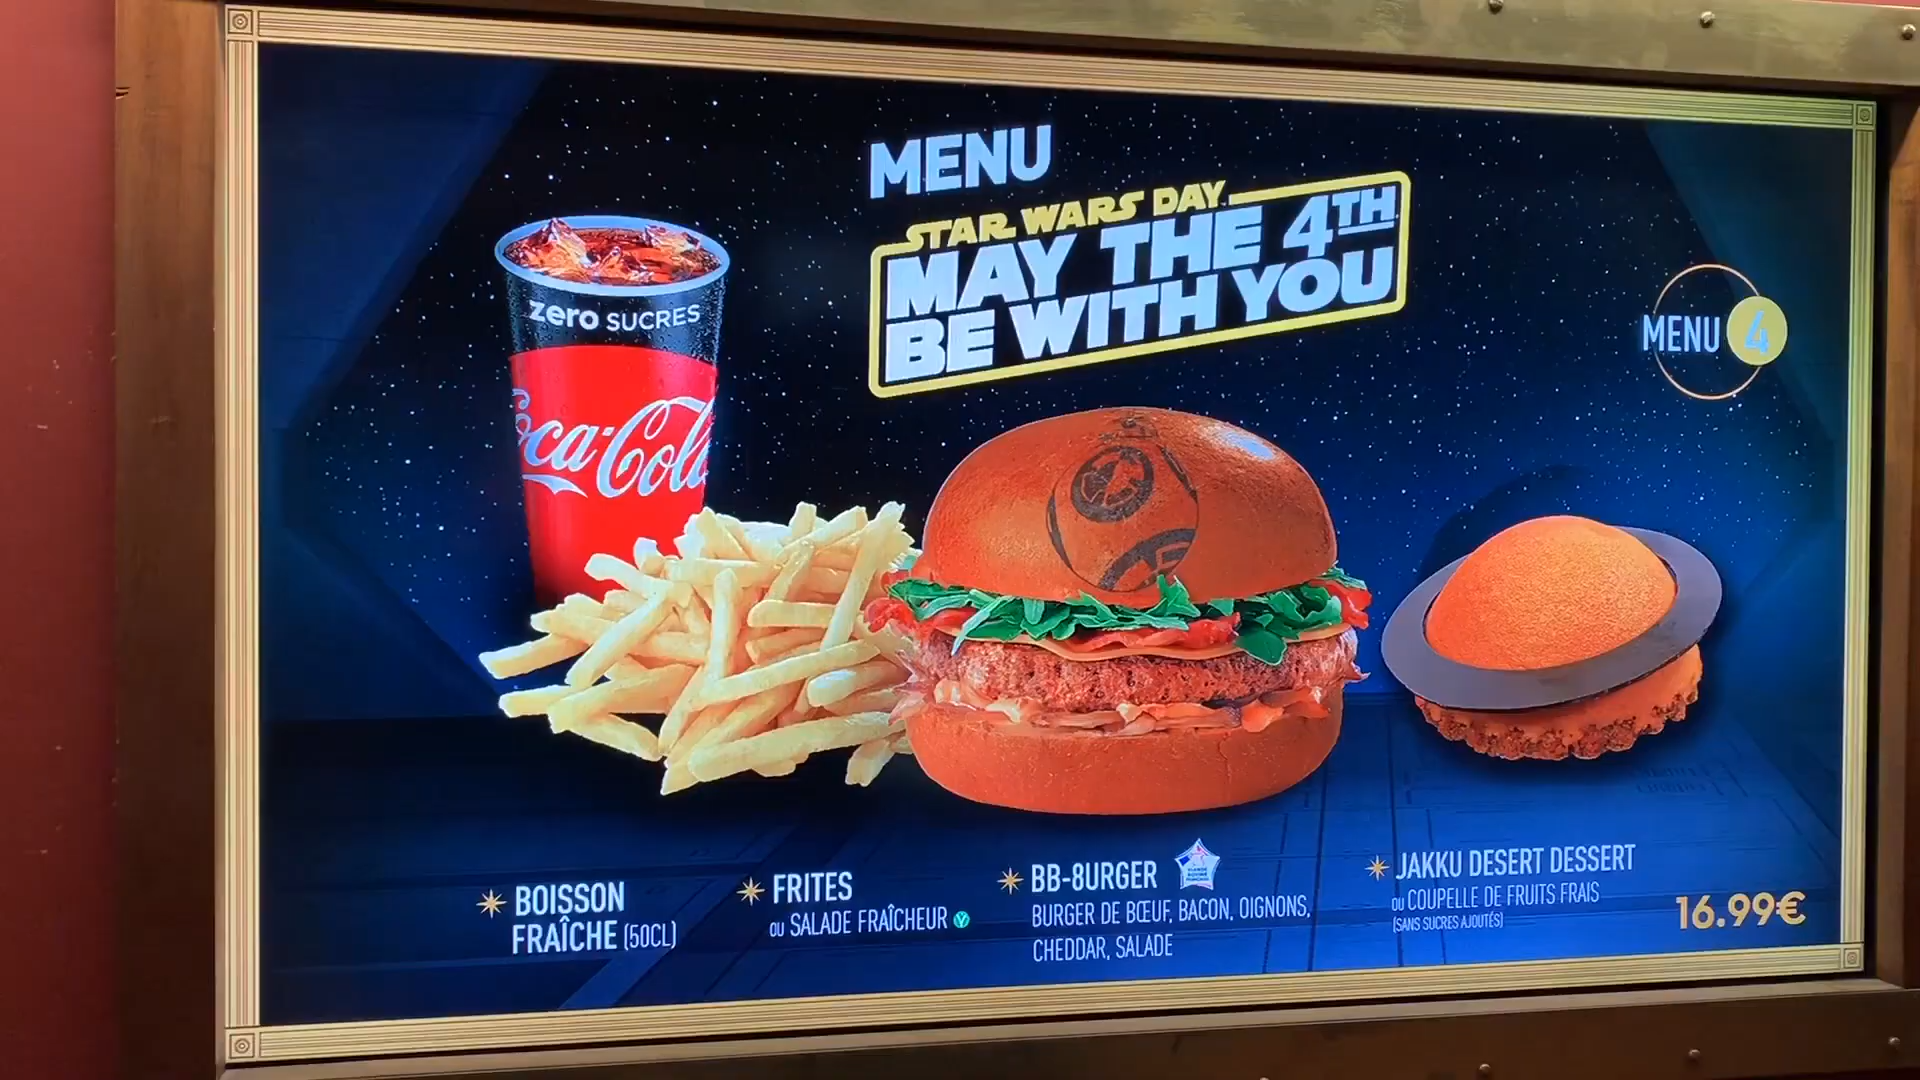 MENU
STAR WARS DAY
MAY THE 4TH
BE WITH YOU
zero SUCRES
Coca-Cola
MENU 4
BOISSON
FRAÎCHE (50CL)
FRITES
ou SALADE FRAÎCHEUR
BB-8URGER
BURGER DE BŒUF, BACON, OIGNONS,
CHEDDAR, SALADE
JAKKU DESERT DESSERT
ou COUPELLE DE FRUITS FRAIS
(SANS SUCRES AJOUTÉS)
16.99€